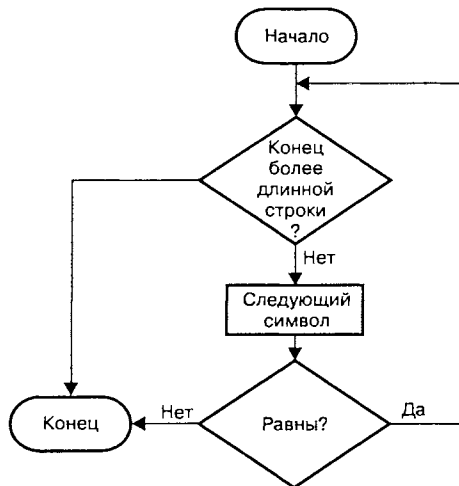 Начало
Конец
более
длинной
строки
?
Нет
Следующий
символ
Конец
Нет
Равны?
Да